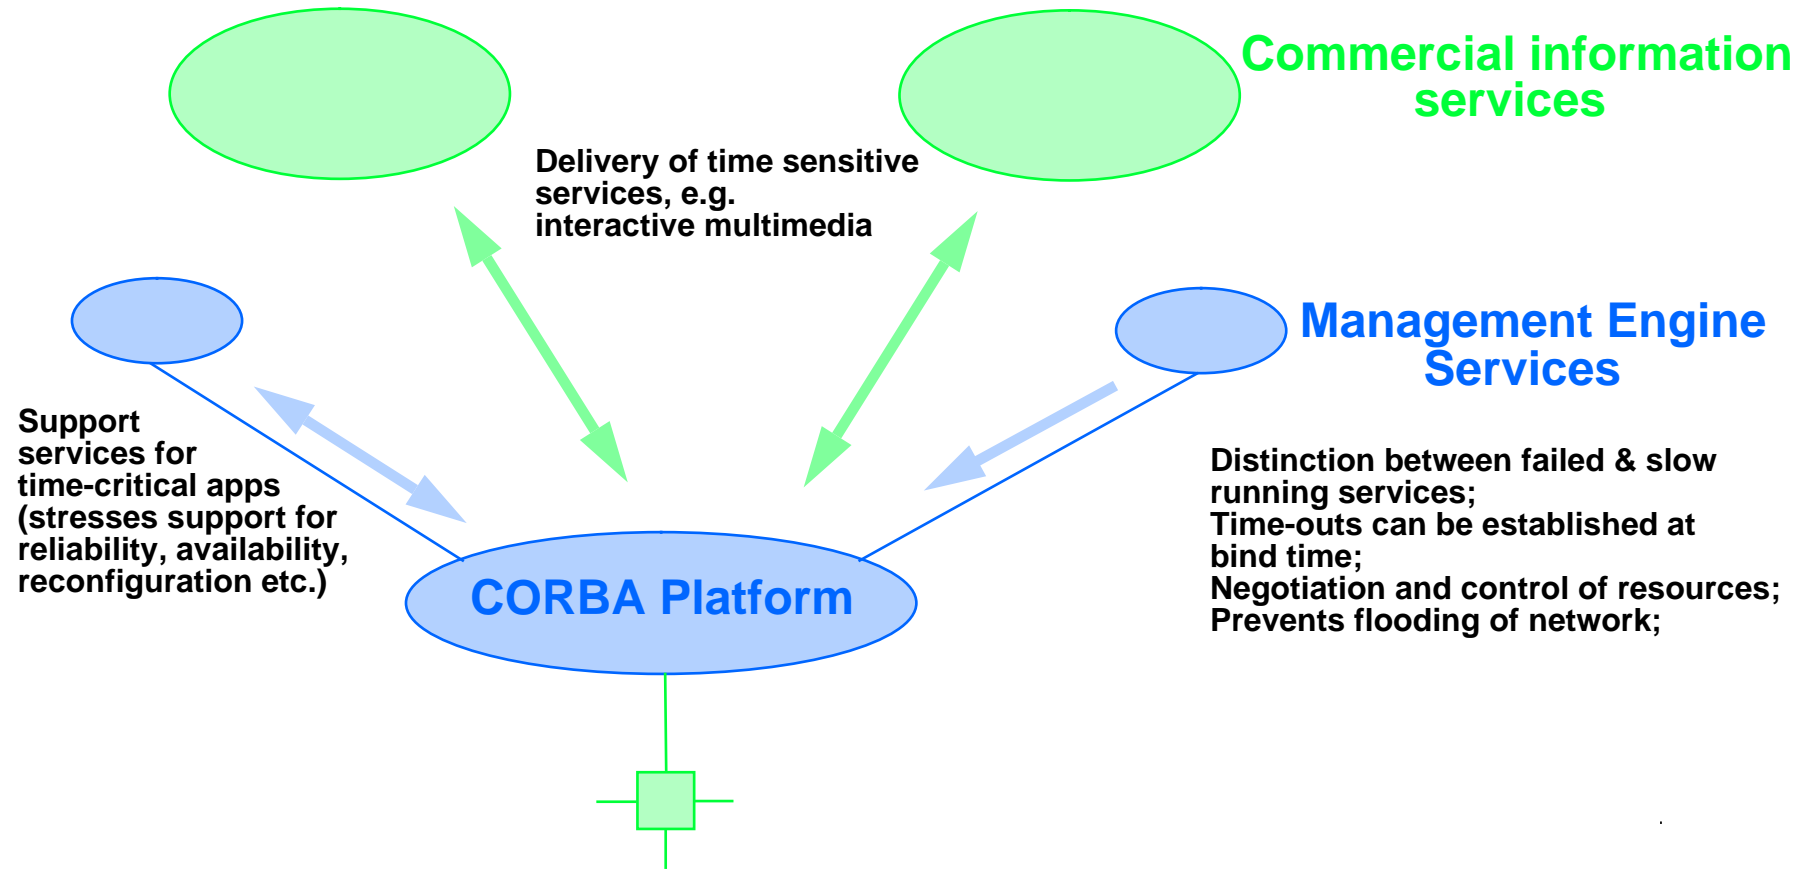 Commercial information
services
Delivery of time sensitive
services, e.g.
interactive multimedia
Management Engine
Services
Support
services for
time-critical apps
(stresses support for
reliability, availability,
reconfiguration etc.)
Distinction between failed & slow
running services;
Time-outs can be established at
bind time;
Negotiation and control of resources;
Prevents flooding of network;
CORBA Platform
.